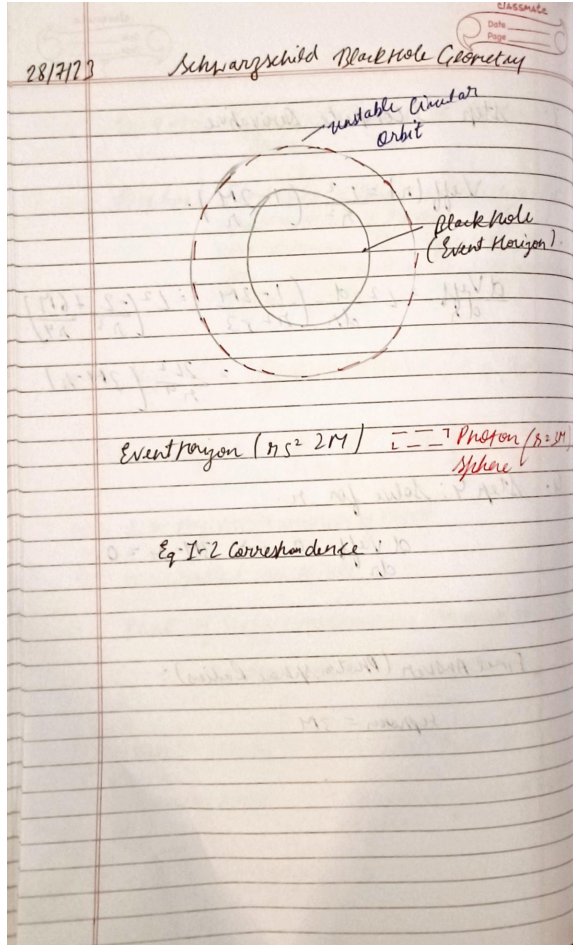 CLASSMATE
Date
Page
28/7/23 Schwarzschild Black Hole Geometry
unstable Circular
Orbit
Black Hole
(Event Horizon).
Event Horizon (rs = 2M) Photon (r = 3M
Sphere
Eq. 1-2 Correspondence :